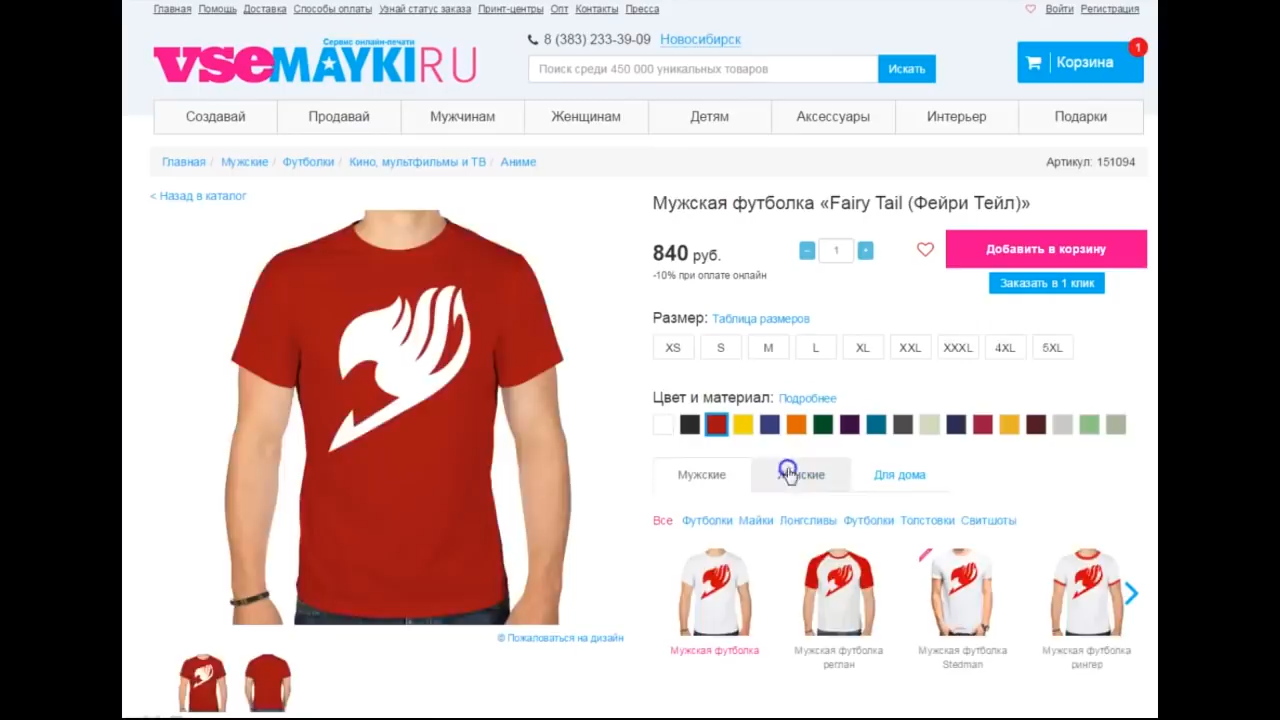 Главная Помощь Доставка Способы оплаты Узнай статус заказа Принт-центры Опт Контакты Пресса Войти Регистрация
Сервис онлайн-печати
vseMAYKIRU
8 (383) 233-39-09 Новосибирск
Поиск среди 450 000 уникальных товаров Искать
Корзина 1
Создавай Продавай Мужчинам Женщинам Детям Аксессуары Интерьер Подарки
Главная / Мужские / Футболки / Кино, мультфильмы и ТВ / Аниме Артикул: 151094
< Назад в каталог
Мужская футболка «Fairy Tail (Фейри Тейл)»
840 руб. 1 Добавить в корзину
-10% при оплате онлайн
Заказать в 1 клик
Размер: Таблица размеров
XS S M L XL XXL XXXL 4XL 5XL
Цвет и материал: Подробнее
Мужские Для дома
Все Футболки Майки Лонгсливы Футболки Толстовки Свитшоты
Мужская футболка
Мужская футболка реглан
Мужская футболка Stedman
Мужская футболка рингер
Пожаловаться на дизайн